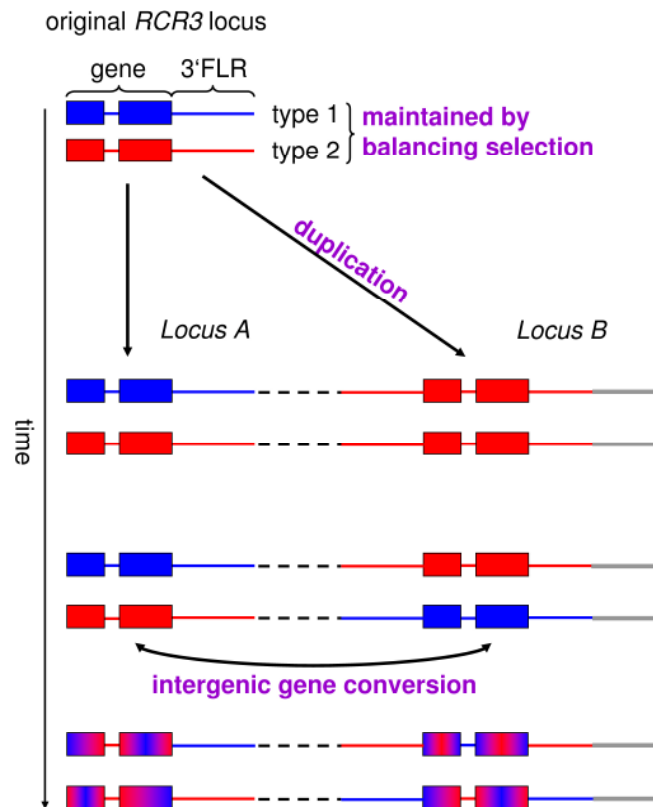 original RCR3 locus
gene 3‘FLR
type 1 maintained by
type 2 balancing selection
duplication
Locus A Locus B
time
intergenic gene conversion